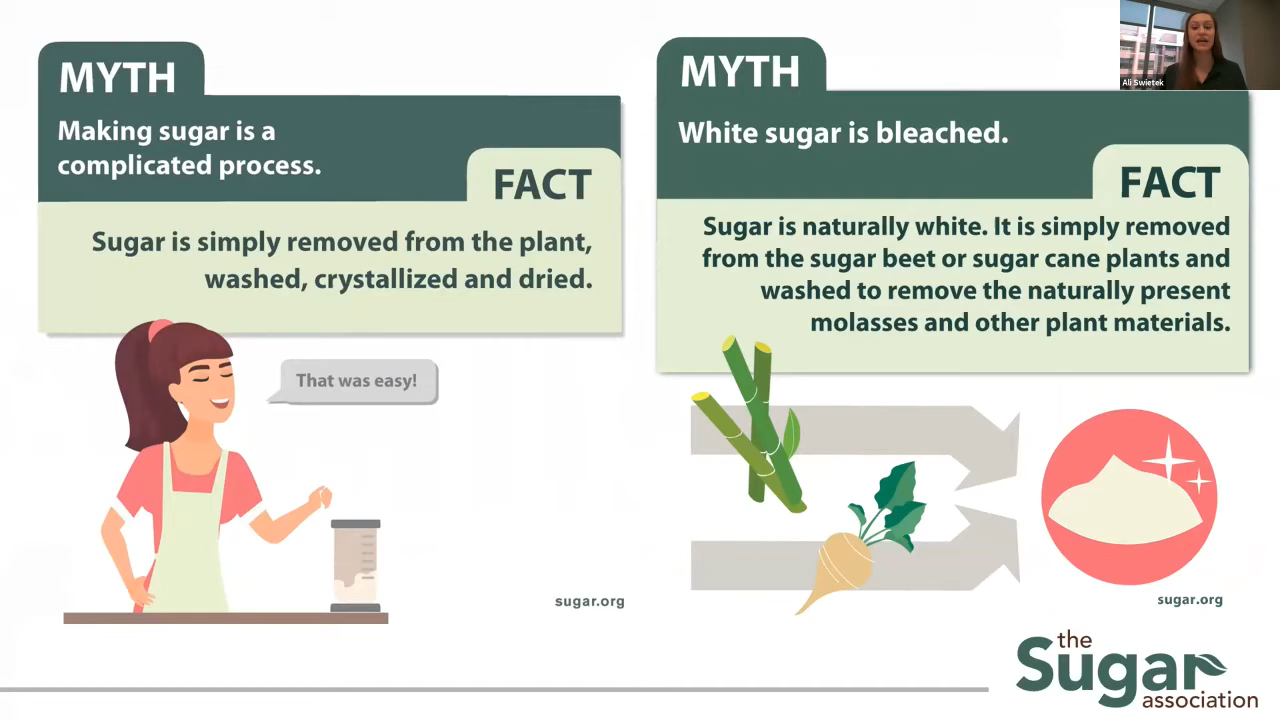 MYTH
Making sugar is a
complicated process.
FACT
Sugar is simply removed from the plant,
washed, crystallized and dried.
That was easy!
sugar.org
MYTH
White sugar is bleached.
FACT
Sugar is naturally white. It is simply removed
from the sugar beet or sugar cane plants and
washed to remove the naturally present
molasses and other plant materials.
sugar.org
Ali Swietek
the
Sugar
association